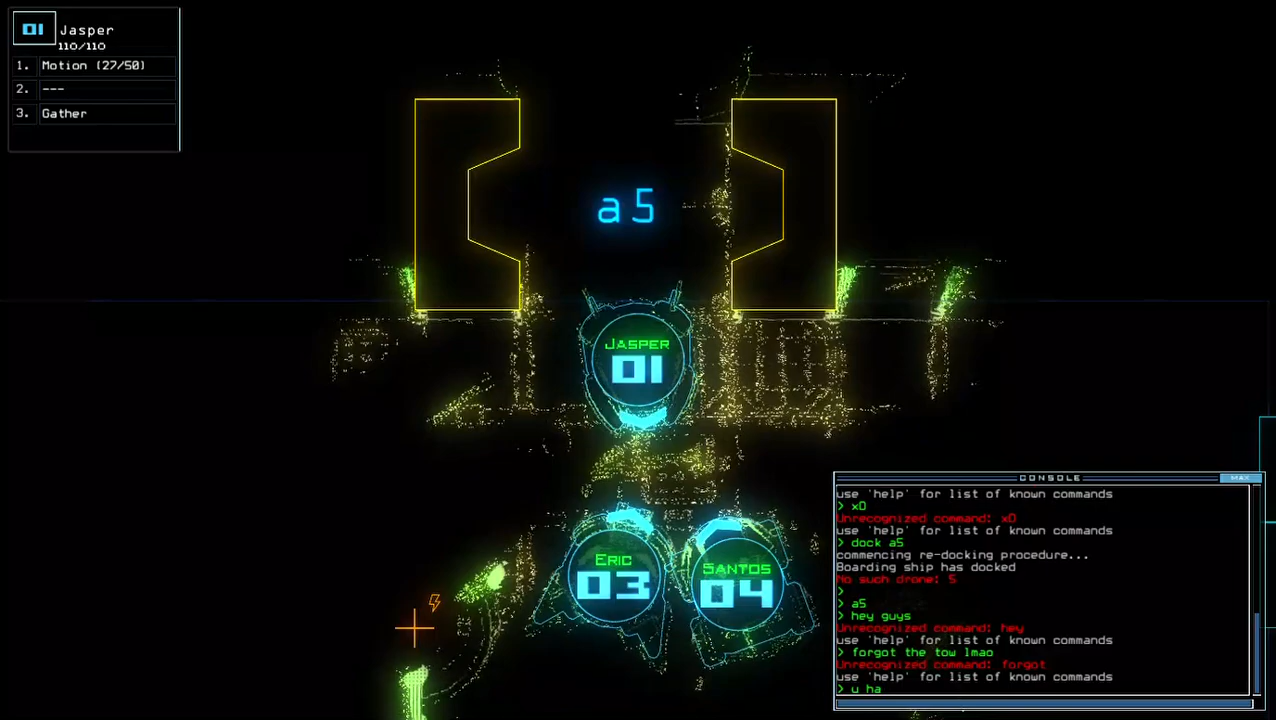 01 Jasper
110/110
1. Motion (27/50)
2. ---
3. Gather
a5
JASPER
01
ERIC
03
SANTOS
04
CONSOLE
MAX
use 'help' for list of known commands
> xO
Unrecognized command: xO
use 'help' for list of known commands
> dock a5
commencing re-docking procedure...
Boarding ship has docked
No such drone: 5
>
> a5
> hey guys
Unrecognized command: hey
use 'help' for list of known commands
> forgot the tow lmao
Unrecognized command: forgot
use 'help' for list of known commands
> u ha